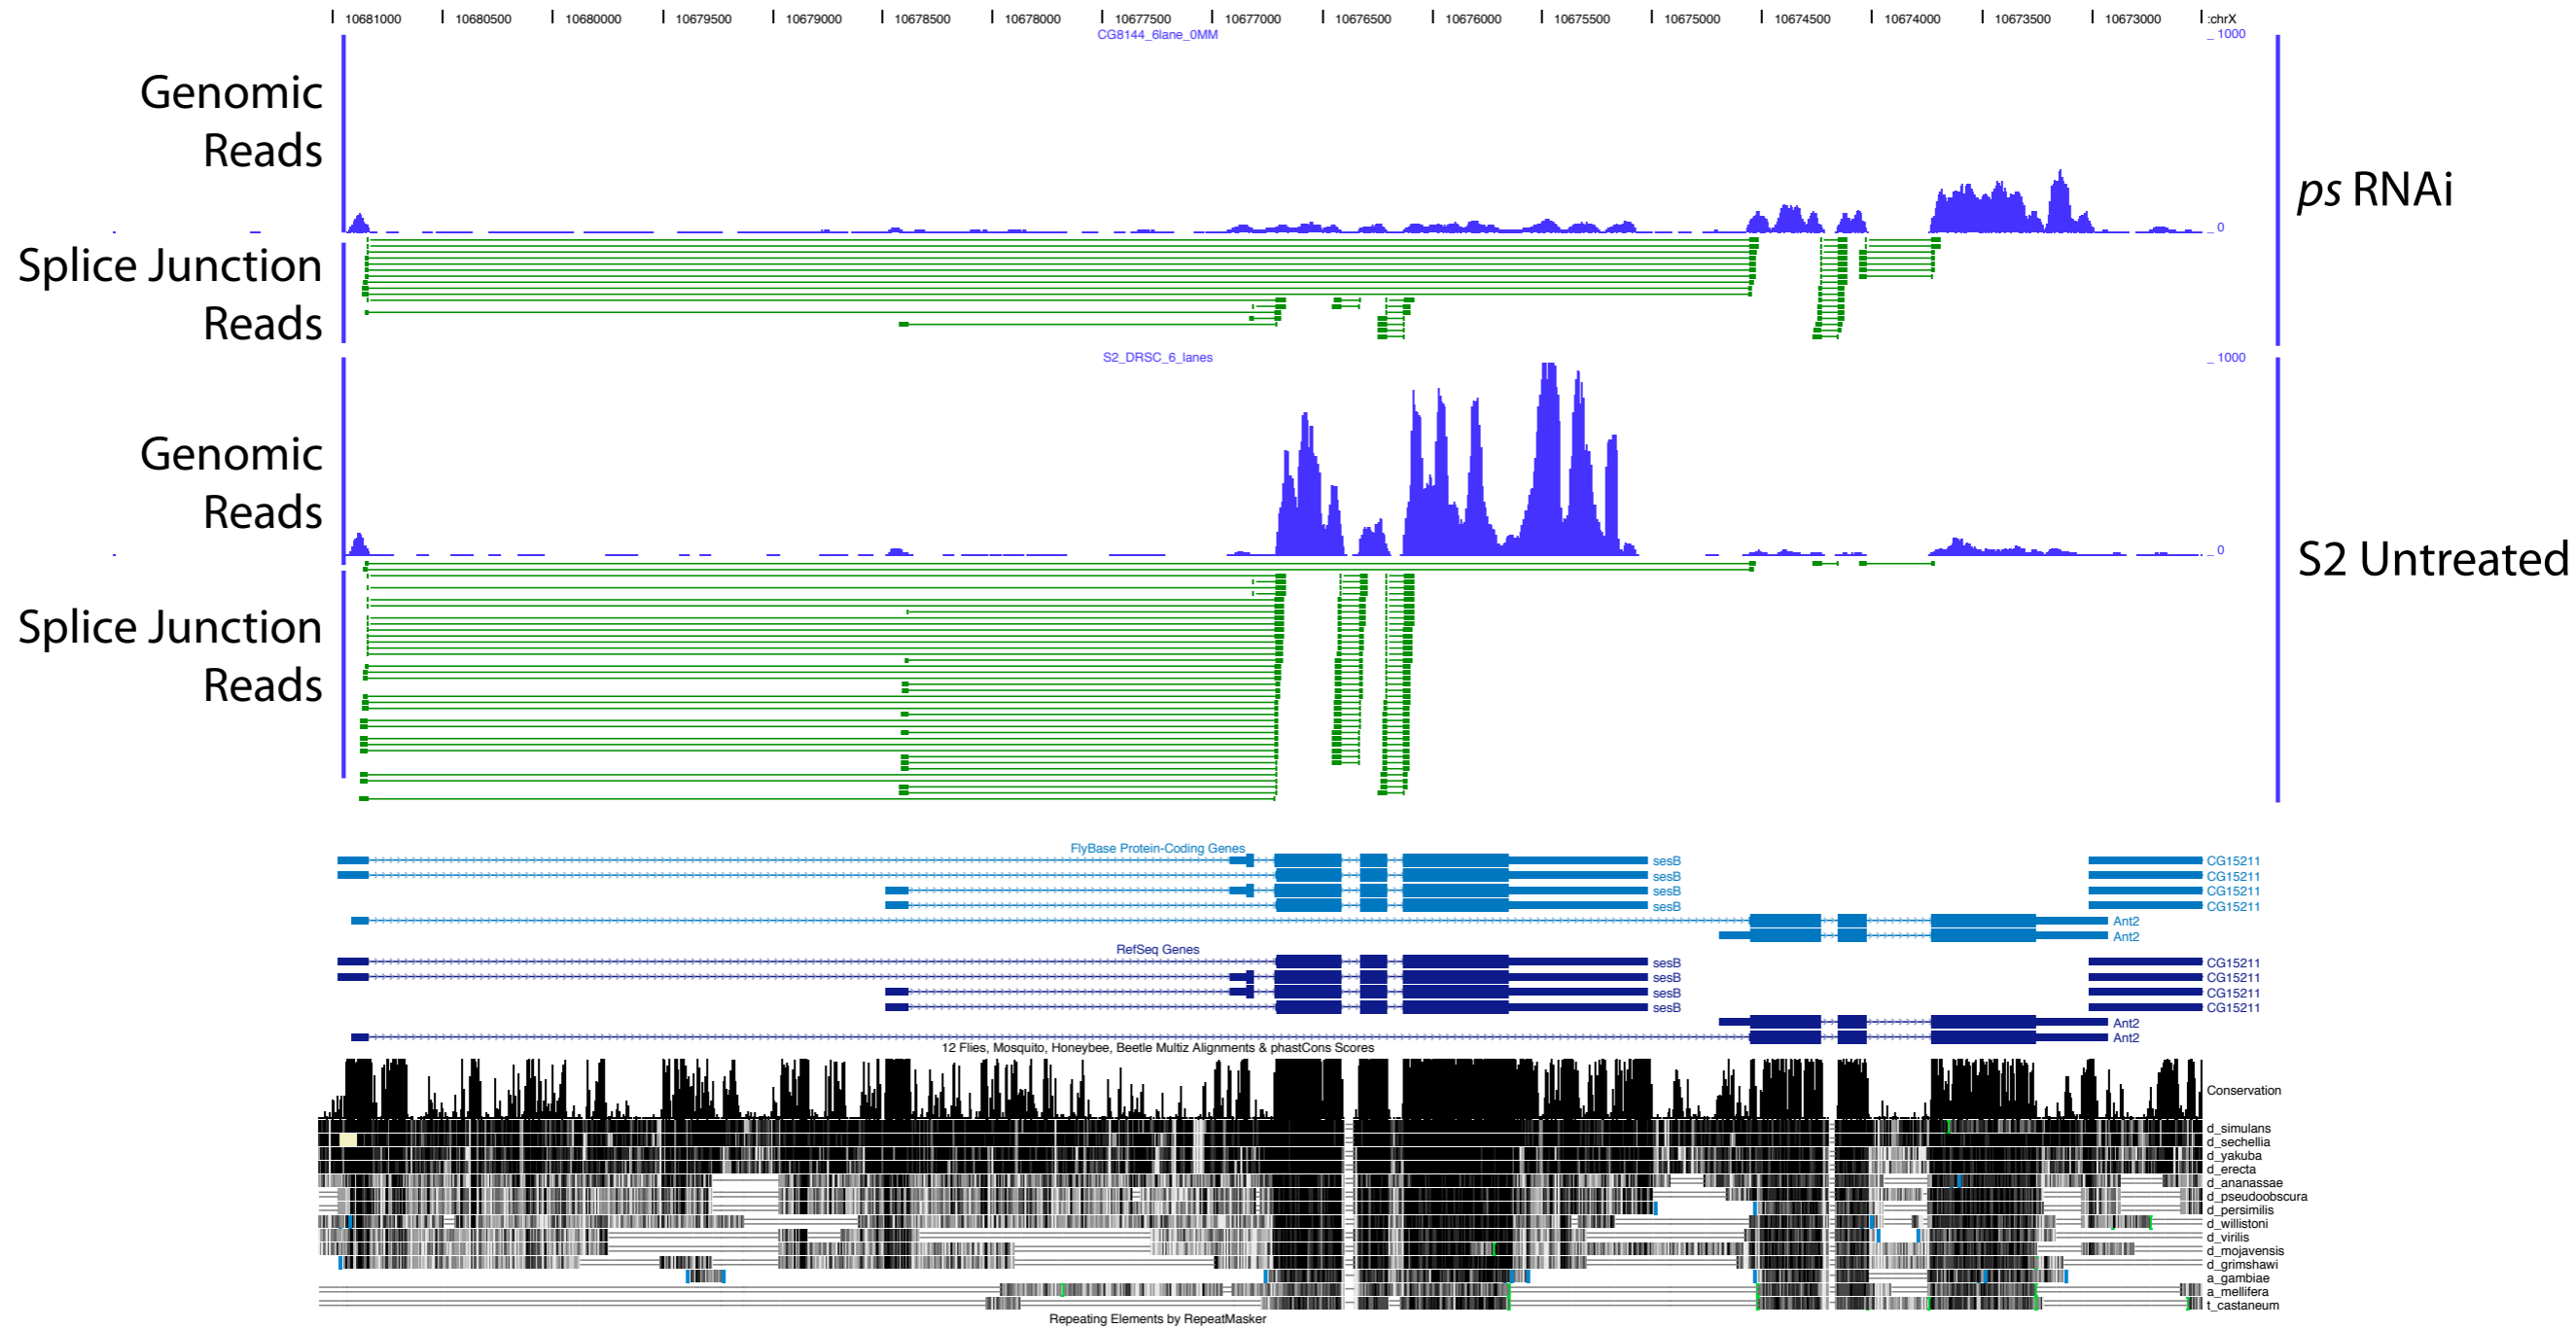 10681000 10680500 10680000 10679500 10679000 10678500 10678000 10677500 10677000 10676500 10676000 10675500 10675000 10674500 10674000 10673500 10673000 :chrX
CG8144_6lane_0MM
_ 1000
Genomic
Reads
_ 0
ps RNAi
Splice Junction
Reads
S2_DRSC_6_lanes
_ 1000
Genomic
Reads
_ 0
S2 Untreated
Splice Junction
Reads
FlyBase Protein-Coding Genes
sesB CG15211
sesB CG15211
sesB CG15211
sesB CG15211
Ant2
Ant2
RefSeq Genes
sesB CG15211
sesB CG15211
sesB CG15211
sesB CG15211
Ant2
Ant2
12 Flies, Mosquito, Honeybee, Beetle Multiz Alignments & phastCons Scores
Conservation
d_simulans
d_sechellia
d_yakuba
d_erecta
d_ananassae
d_pseudoobscura
d_persimilis
d_willistoni
d_virilis
d_mojavensis
d_grimshawi
a_gambiae
a_mellifera
t_castaneum
Repeating Elements by RepeatMasker